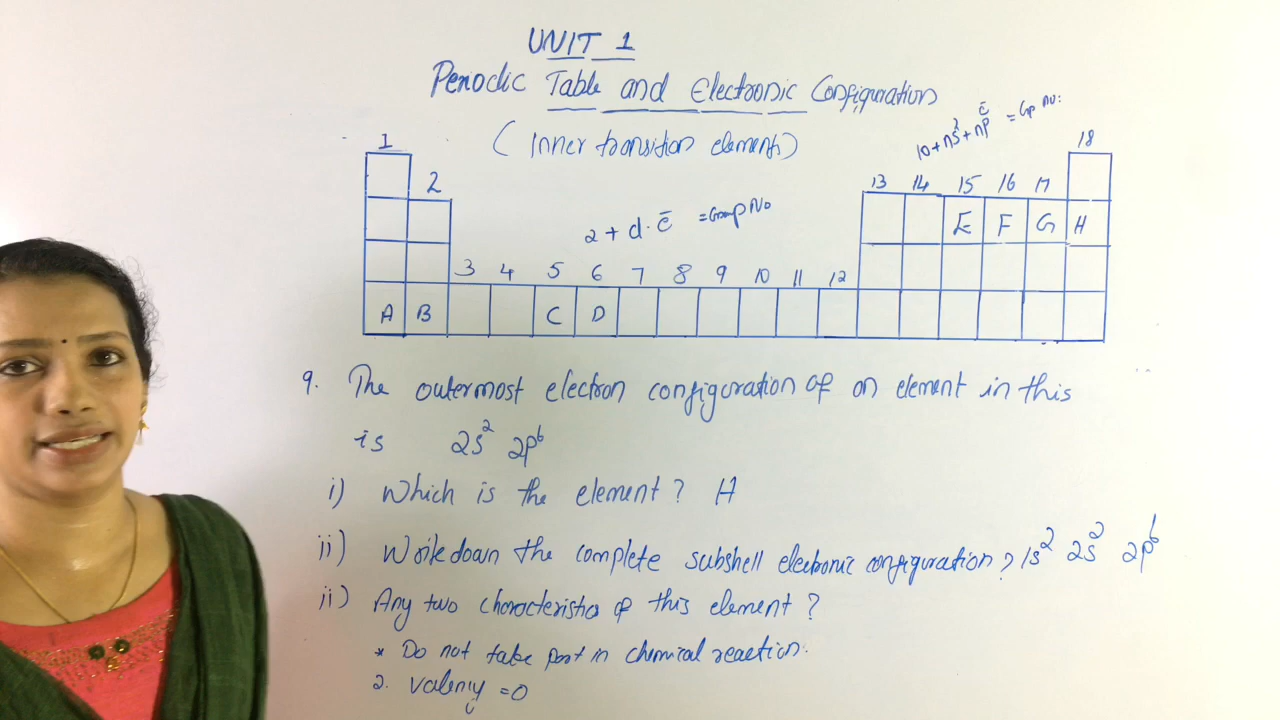 UNIT 1
Periodic Table and Electronic Configuration
(Inner transition elements)
10+ns²+np e̅ = Gp No:
1
18
2
13 14 15 16 17
2 + d·e̅ = Group No
E F G H
3 4 5 6 7 8 9 10 11 12
A B C D
9. The outermost electron configuration of an element in this
is 2s² 2p⁶
i) Which is the element? H
ii) Write down the complete subshell electronic configuration? 1s² 2s² 2p⁶
ii) Any two characteristics of this element?
* Do not take part in chemical reaction.
2. Valency = 0